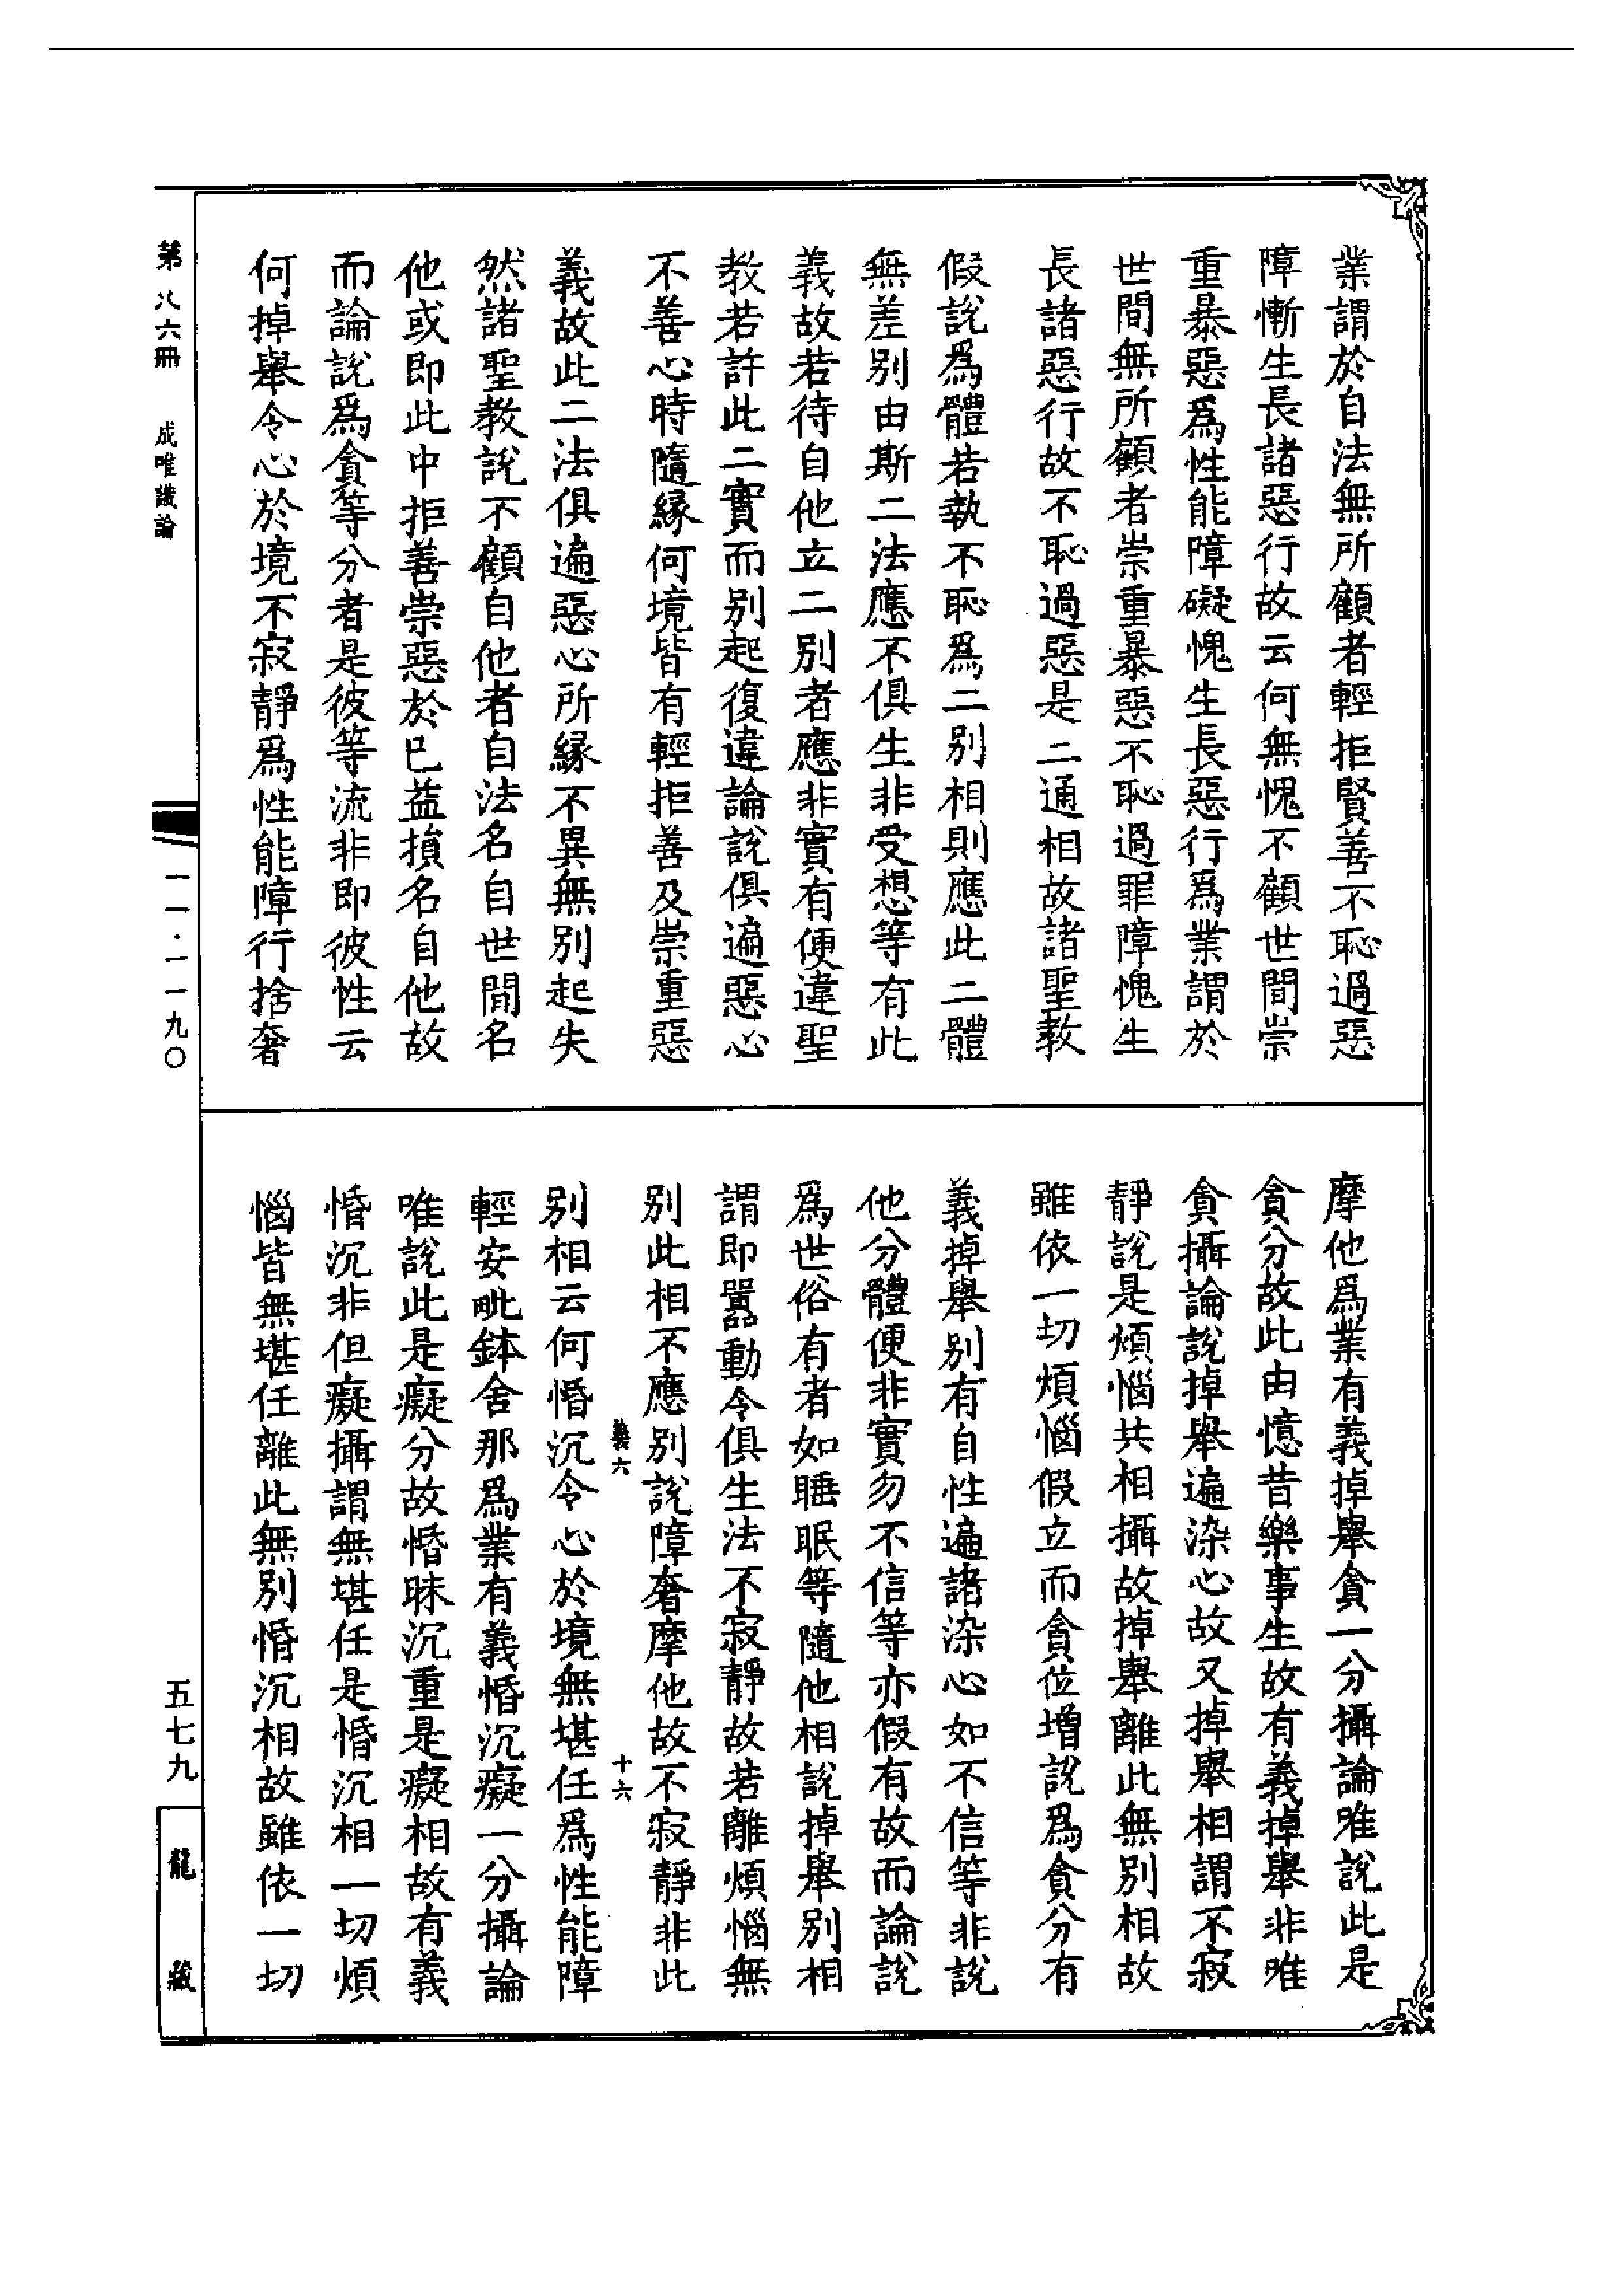 業謂於自法無所顧者輕拒賢善不恥過惡
障慚生長諸惡行故云何無愧不顧世間崇
重暴惡爲性能障礙愧生長惡行爲業謂於
世間無所顧者崇重暴惡不恥過罪障愧生
長諸惡行故不恥過惡是二通相故諸聖教
假說爲體若執不恥爲二別相則應此二體
無差別由斯二法應不俱生非受想等有此
義故若待自他立二別者應非實有便違聖
教若許此二實而別起復違論說俱遍惡心
不善心時隨緣何境皆有輕拒善及崇重惡
義故此二法俱遍惡心所緣不異無別起失
然諸聖教說不顧自他者自法名自世間名
他或即此中拒善崇惡於已益損名自他故
而論說爲貪等分者是彼等流非即彼性云
何掉舉令心於境不寂靜爲性能障行捨奢
摩他爲業有義掉舉貪一分攝論唯說此是
貪分故此由憶昔樂事生故有義掉舉非唯
貪攝論說掉舉遍染心故又掉舉相謂不寂
靜說是煩惱共相攝故掉舉離此無別相故
雖依一切煩惱假立而貪位增說爲貪分有
義掉舉別有自性遍諸染心如不信等非說
他分體便非實勿不信等亦假有故而論說
爲世俗有者如睡眠等隨他相說掉舉別相
謂即囂動令俱生法不寂靜故若離煩惱無
別此相不應別說障奢摩他故不寂靜非此
義六
十六
別相云何惛沉令心於境無堪任爲性能障
輕安毗鉢舍那爲業有義惛沉癡一分攝論
唯說此是癡分故惛昧沉重是癡相故有義
惛沉非但癡攝謂無堪任是惛沉相一切煩
惱皆無堪任離此無別惛沉相故雖依一切
第八六冊
成唯識論
一一·一一九〇
五七九
龍藏